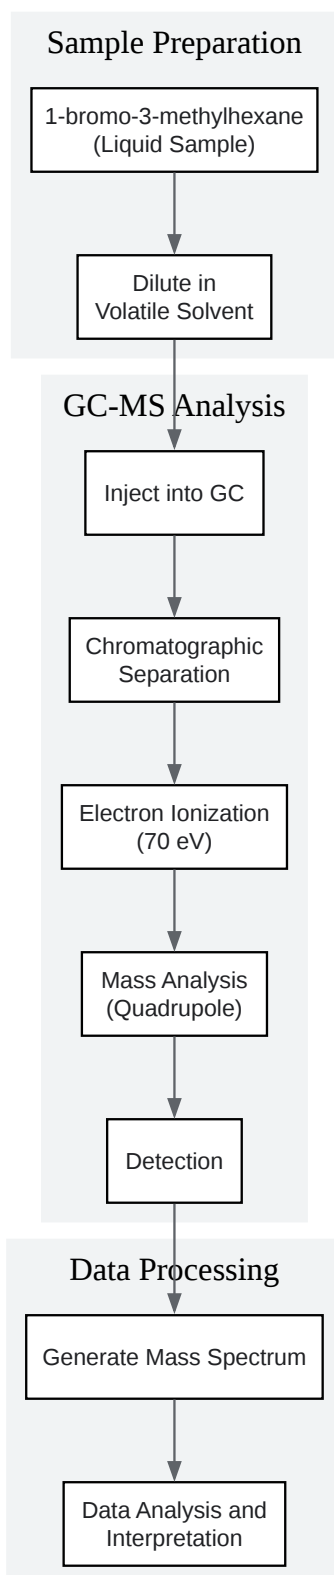 Sample Preparation
1-bromo-3-methylhexane
(Liquid Sample)
Dilute in
Volatile Solvent
GC-MS Analysis
Inject into GC
Chromatographic
Separation
Electron Ionization
(70 eV)
Mass Analysis
(Quadrupole)
Detection
Data Processing
Generate Mass Spectrum
Data Analysis and
Interpretation